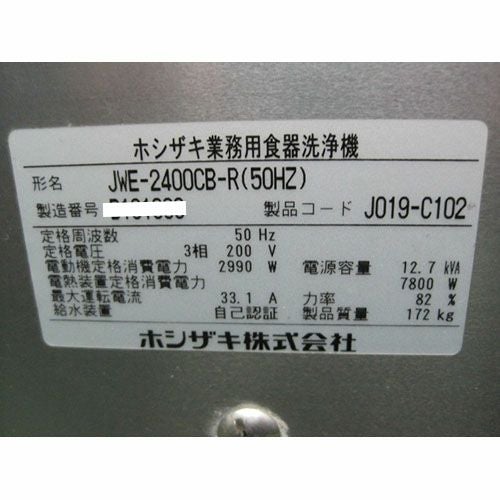 ホシザキ業務用食器洗浄機
形名 JWE-2400CB-R(50HZ)
製造番号
製品コード J019-C102
定格周波数 50 Hz
定格電圧 3相 200 V
電動機定格消費電力 2990 W 電源容量 12.7 kVA
電熱装置定格消費電力 7800 W
最大運転電流 33.1 A 力率 82 %
給水装置 自己認証 製品質量 172 kg
ホシザキ株式会社